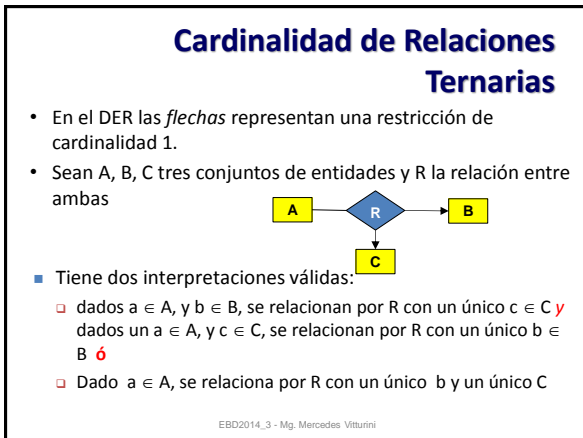 Cardinalidad de Relaciones
Ternarias
• En el DER las flechas representan una restricción de
cardinalidad 1.
• Sean A, B, C tres conjuntos de entidades y R la relación entre
ambas
A
R
B
C
Tiene dos interpretaciones válidas:
dados a ∈ A, y b ∈ B, se relacionan por R con un único c ∈ C y
dados un a ∈ A, y c ∈ C, se relacionan por R con un único b ∈
B ó
Dado a ∈ A, se relaciona por R con un único b y un único C
EBD2014_3 - Mg. Mercedes Vitturini